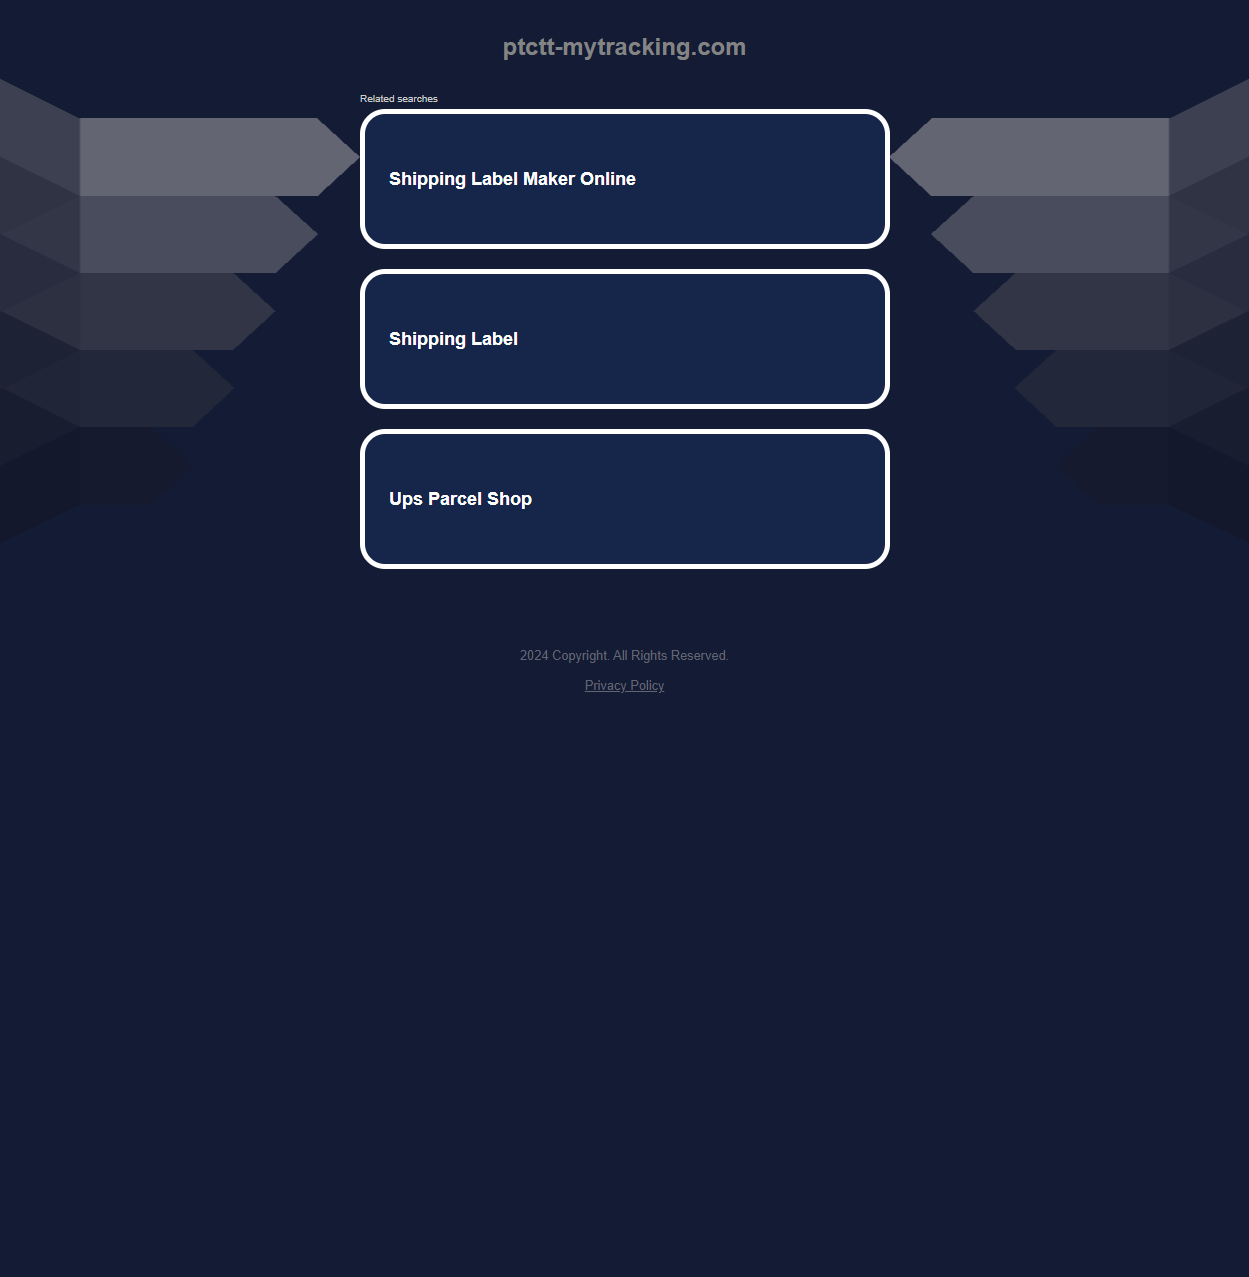 ptctt-mytracking.com
Related searches
Shipping Label Maker Online
Shipping Label
Ups Parcel Shop
2024 Copyright. All Rights Reserved.
Privacy Policy